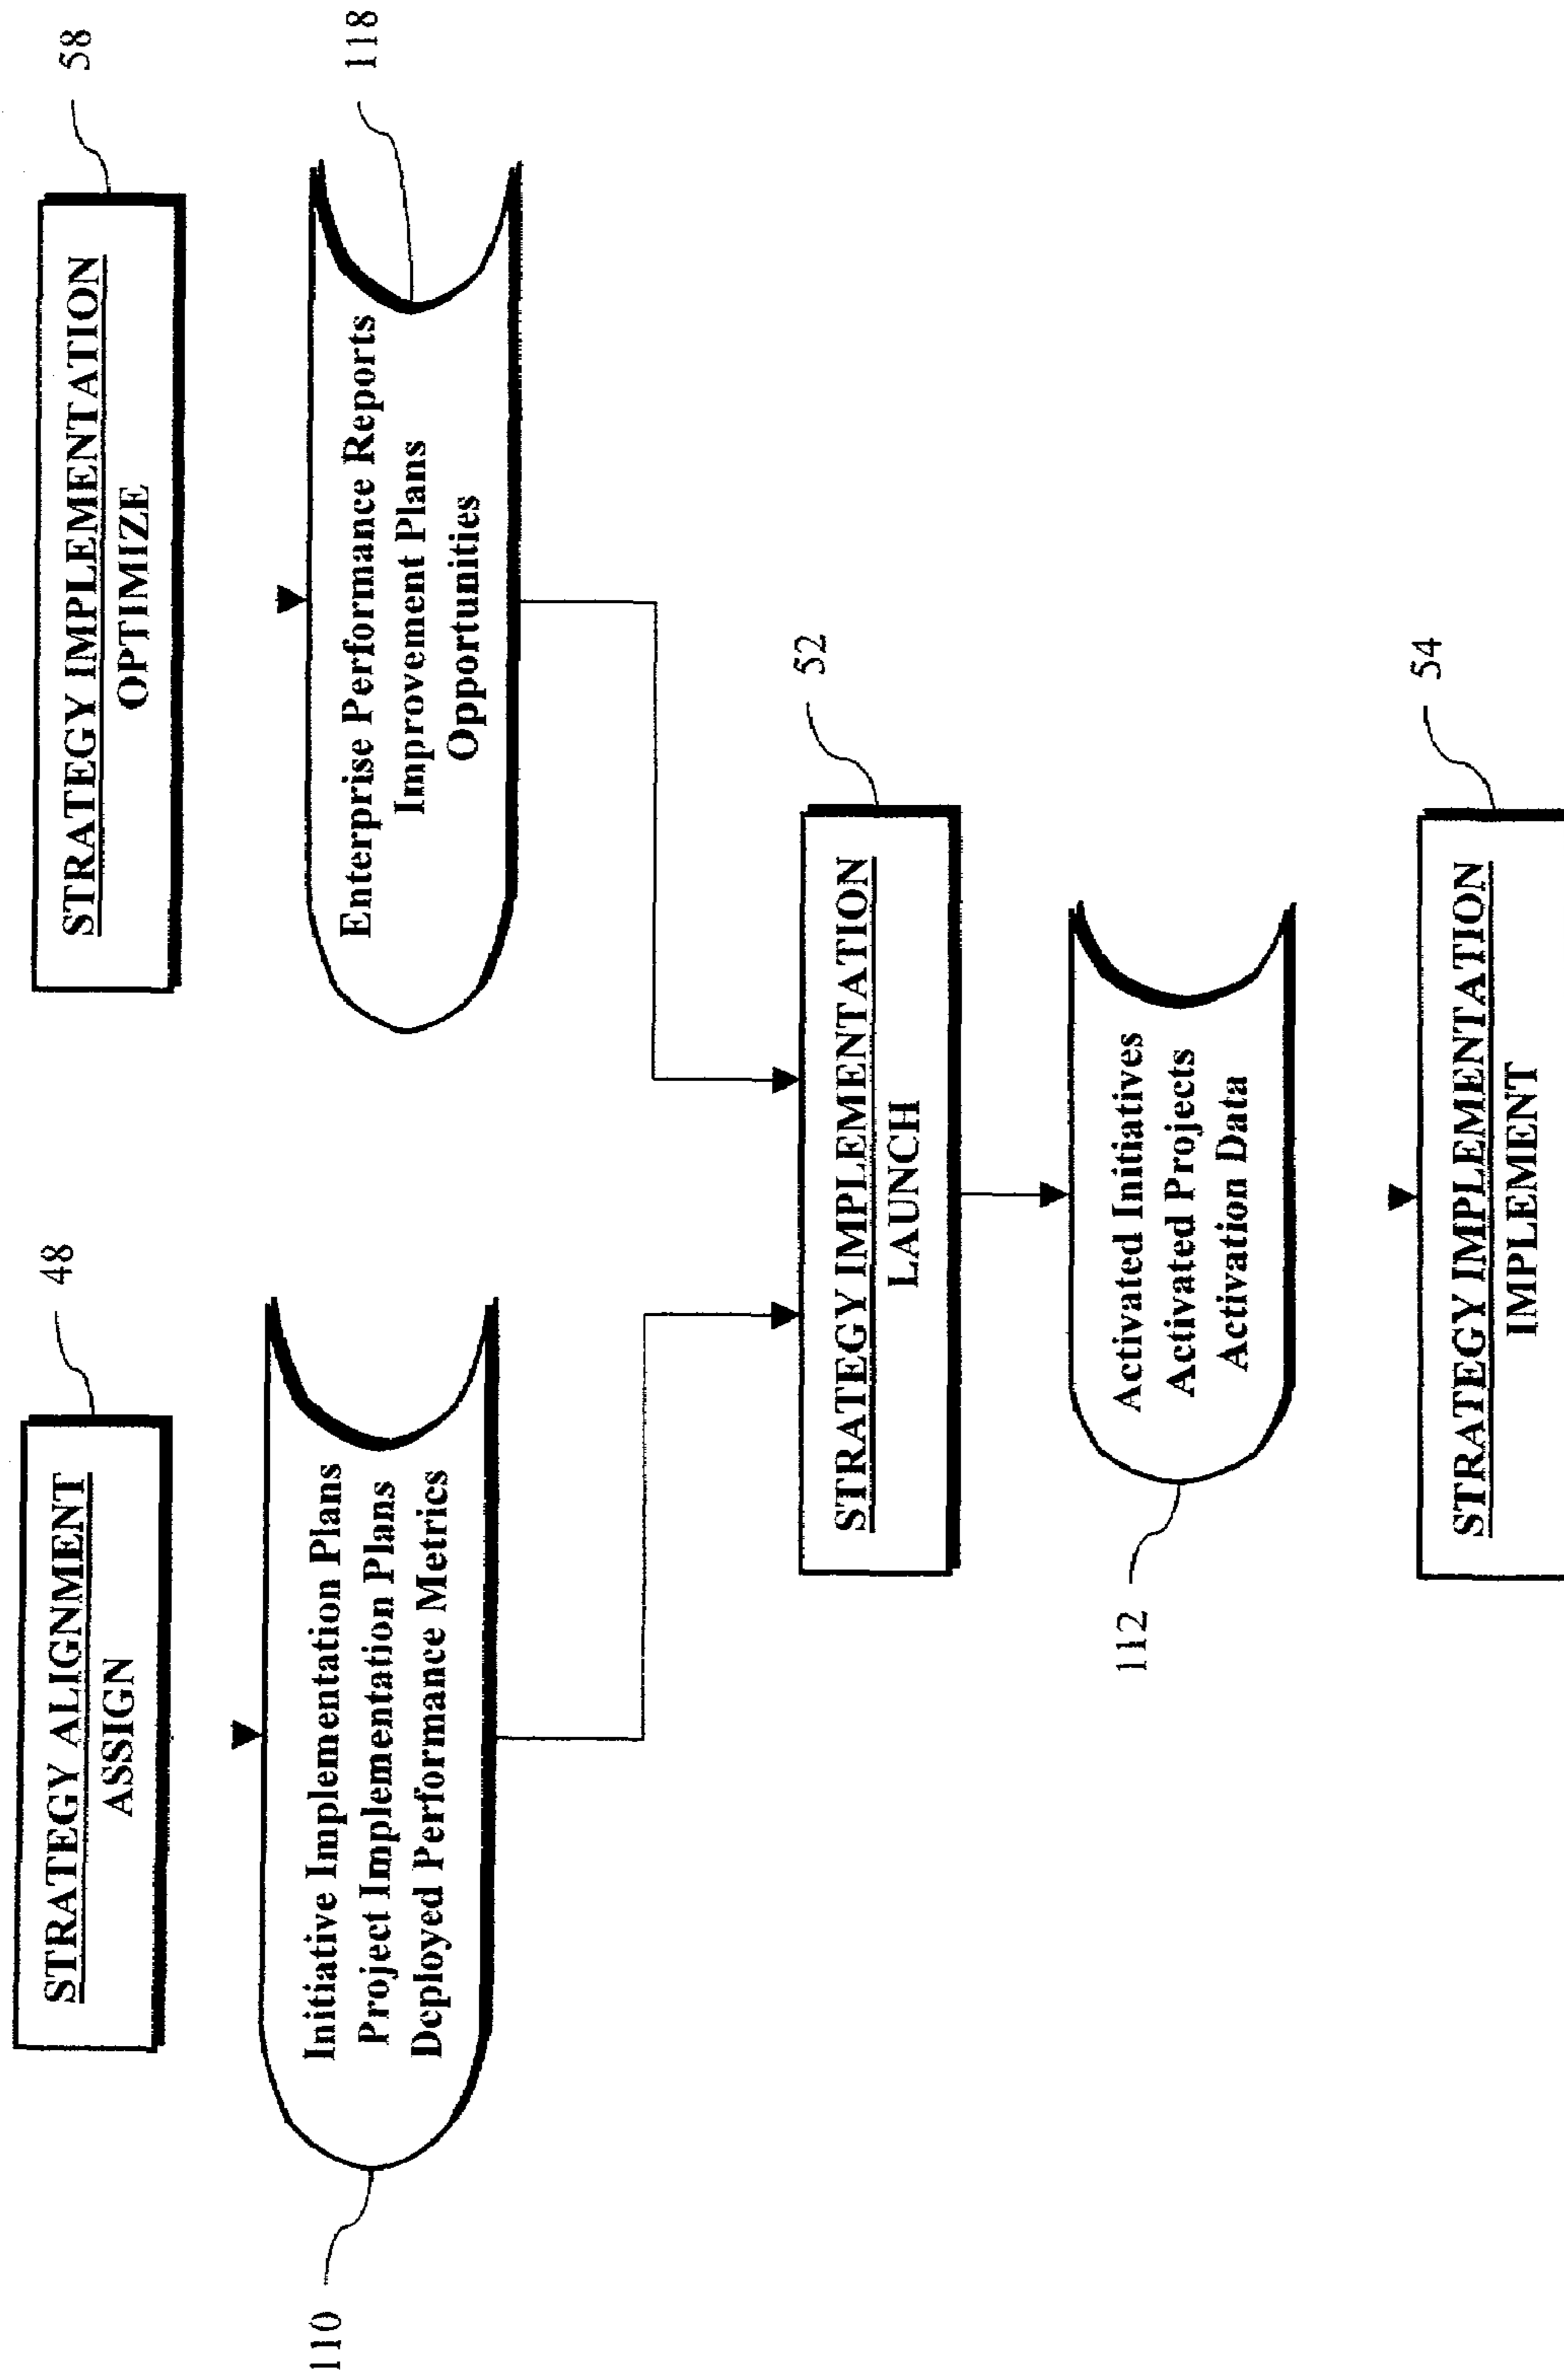 STRATEGY ALIGNMENT
ASSIGN
48
STRATEGY IMPLEMENTATION
OPTIMIZE
58
110
Initiative Implementation Plans
Project Implementation Plans
Deployed Performance Metrics
Enterprise Performance Reports
Improvement Plans
Opportunities
118
STRATEGY IMPLEMENTATION
LAUNCH
52
112
Activated Initiatives
Activated Projects
Activation Data
STRATEGY IMPLEMENTATION
IMPLEMENT
54